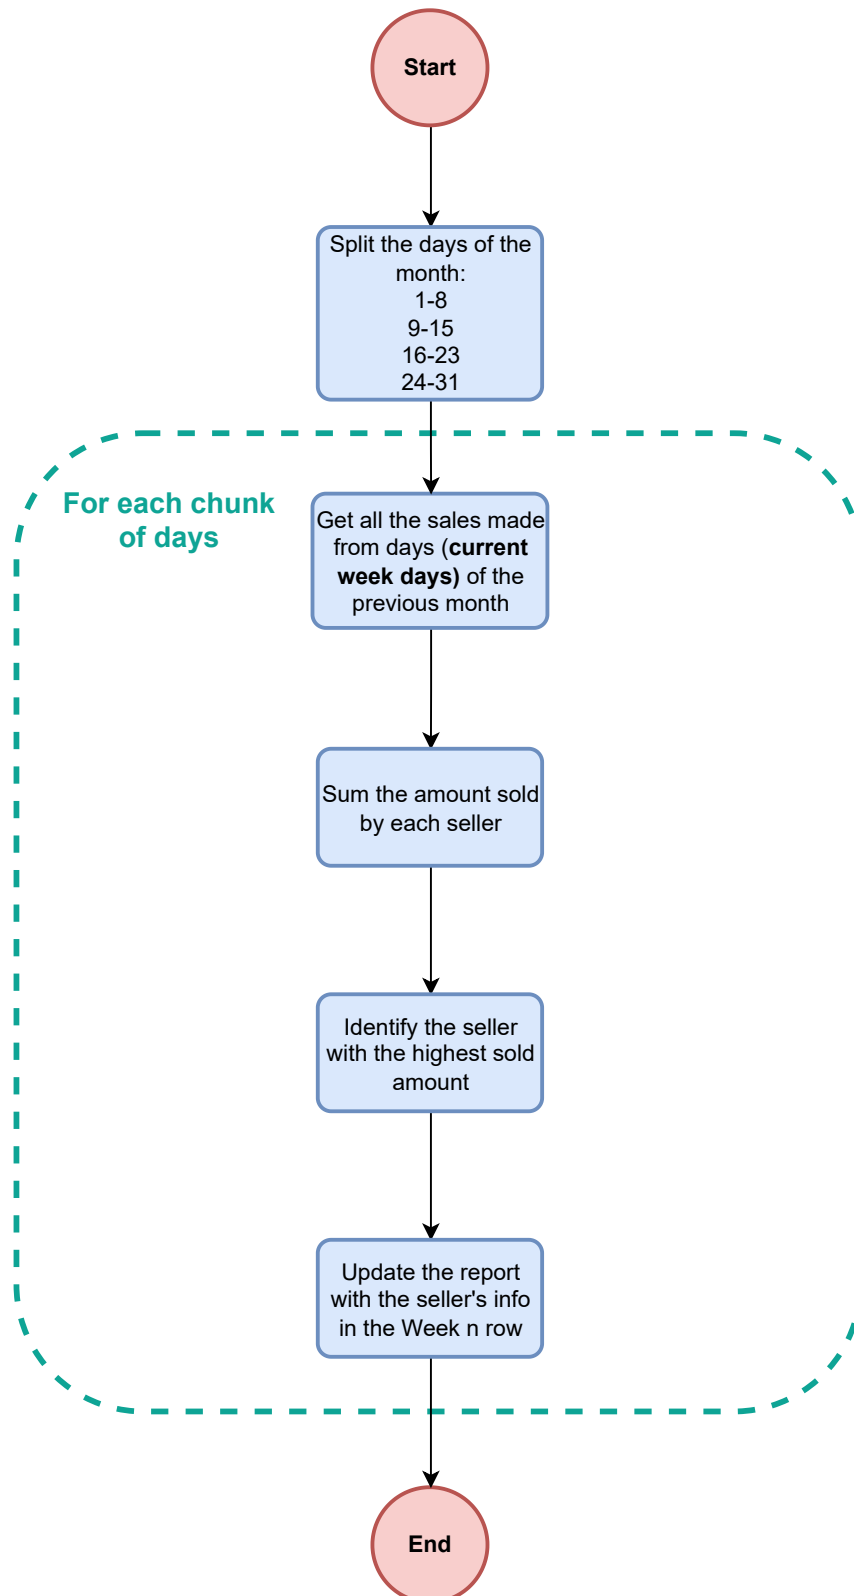 Start
Split the days of the
month:
1-8
9-15
16-23
24-31
For each chunk
of days
Get all the sales made
from days (current
week days) of the
previous month
Sum the amount sold
by each seller
Identify the seller
with the highest sold
amount
Update the report
with the seller's info
in the Week n row
End